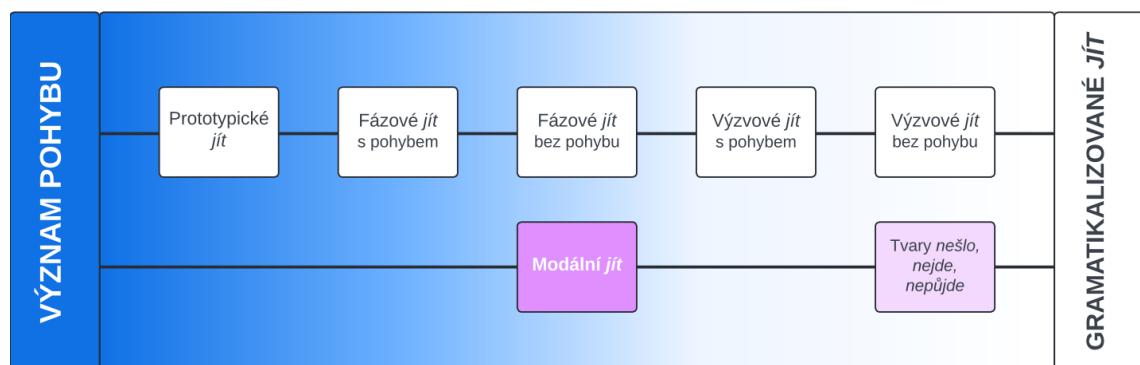 VÝZNAM POHYBU
Prototypické
jít
Fázové jít
s pohybem
Fázové jít
bez pohybu
Výzvové jít
s pohybem
Výzvové jít
bez pohybu
Modální jít
Tvary nešlo,
nejde,
nepůjde
GRAMATIKALIZOVANÉ JÍT